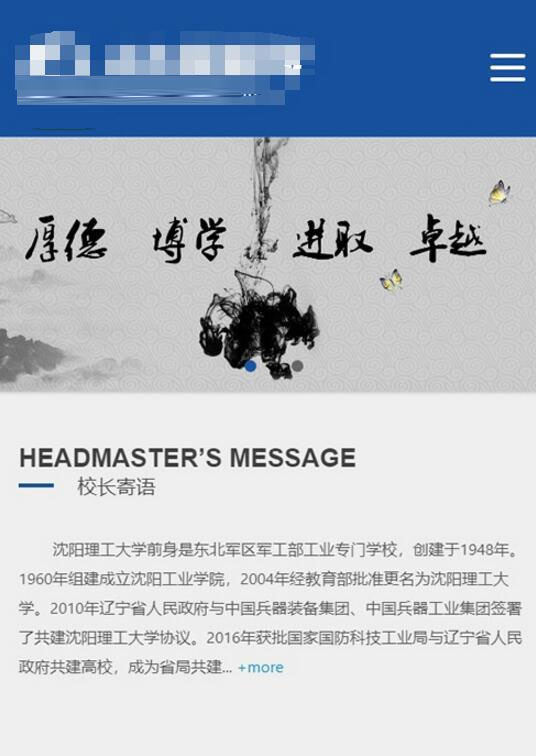 厚德 博学 进取 卓越
HEADMASTER’S MESSAGE
校长寄语
沈阳理工大学前身是东北军区军工部工业专门学校，创建于1948年。
1960年组建成立沈阳工业学院，2004年经教育部批准更名为沈阳理工大
学。2010年辽宁省人民政府与中国兵器装备集团、中国兵器工业集团签署
了共建沈阳理工大学协议。2016年获批国家国防科技工业局与辽宁省人民
政府共建高校，成为省局共建... +more